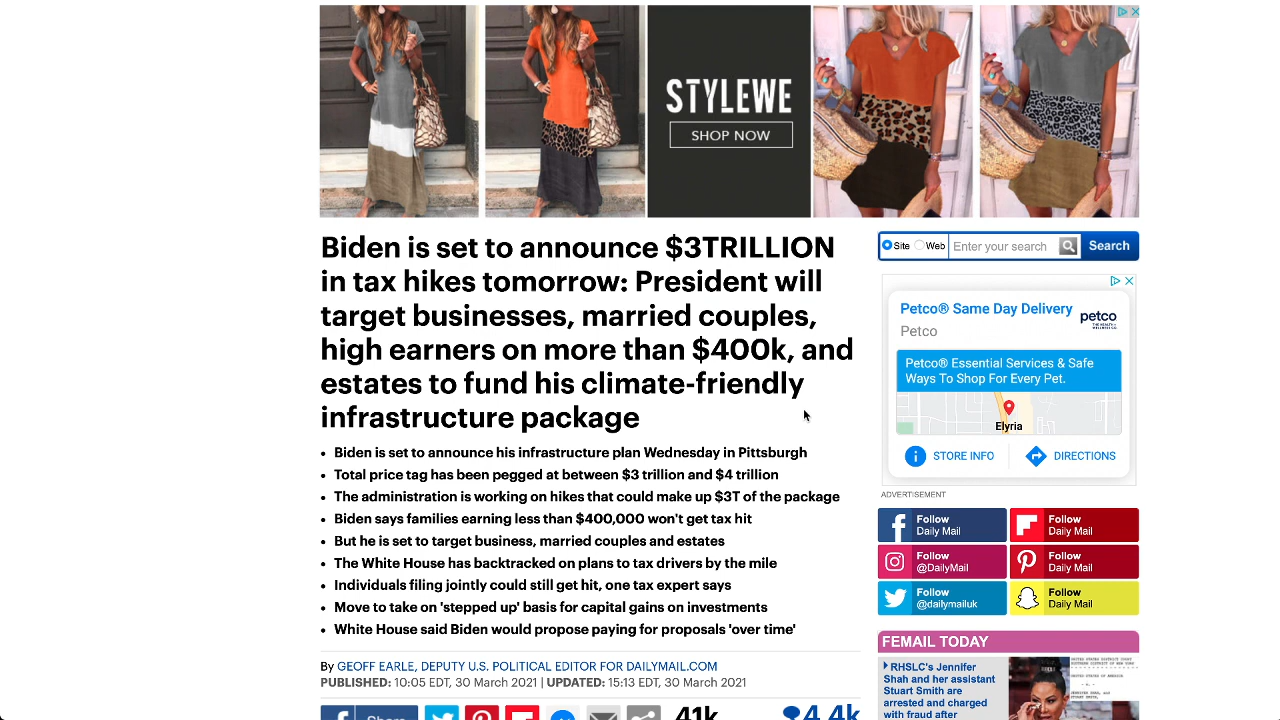 STYLEWE
SHOP NOW
Biden is set to announce $3TRILLION
in tax hikes tomorrow: President will
target businesses, married couples,
high earners on more than $400k, and
estates to fund his climate-friendly
infrastructure package
• Biden is set to announce his infrastructure plan Wednesday in Pittsburgh
• Total price tag has been pegged at between $3 trillion and $4 trillion
• The administration is working on hikes that could make up $3T of the package
• Biden says families earning less than $400,000 won't get tax hit
• But he is set to target business, married couples and estates
• The White House has backtracked on plans to tax drivers by the mile
• Individuals filing jointly could still get hit, one tax expert says
• Move to take on 'stepped up' basis for capital gains on investments
• White House said Biden would propose paying for proposals 'over time'
By GEOFF EARLE, DEPUTY U.S. POLITICAL EDITOR FOR DAILYMAIL.COM
PUBLISHED: 10:03 EDT, 30 March 2021 | UPDATED: 15:13 EDT, 30 March 2021
Share
41k
4.4k
Site Web Enter your search Search
Petco® Same Day Delivery
Petco
petco
Petco® Essential Services & Safe
Ways To Shop For Every Pet.
Elyria
STORE INFO
DIRECTIONS
ADVERTISEMENT
Follow
Daily Mail
Follow
Daily Mail
Follow
@DailyMail
Follow
Daily Mail
Follow
@dailymailuk
Follow
Daily Mail
FEMAIL TODAY
RHSLC's Jennifer
Shah and her assistant
Stuart Smith are
arrested and charged
with fraud after